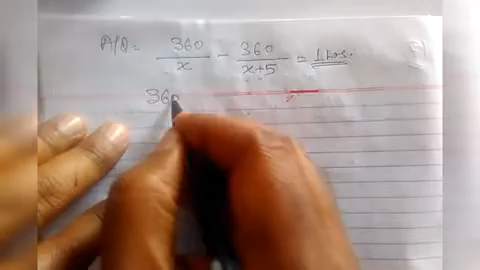 A/Q = 360/x - 360/x+5 = 1 hrs.
360